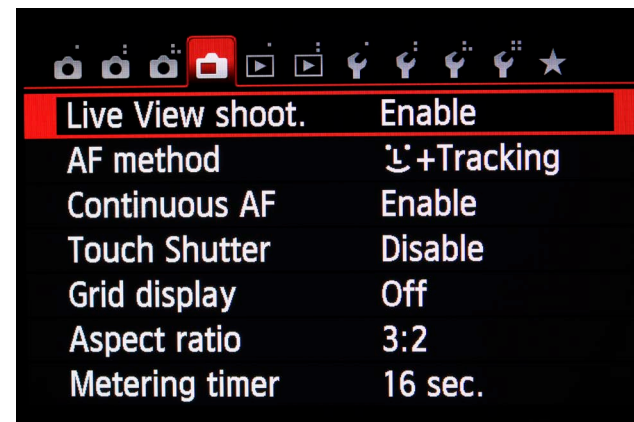 Live View shoot. Enable
AF method +Tracking
Continuous AF Enable
Touch Shutter Disable
Grid display Off
Aspect ratio 3:2
Metering timer 16 sec.